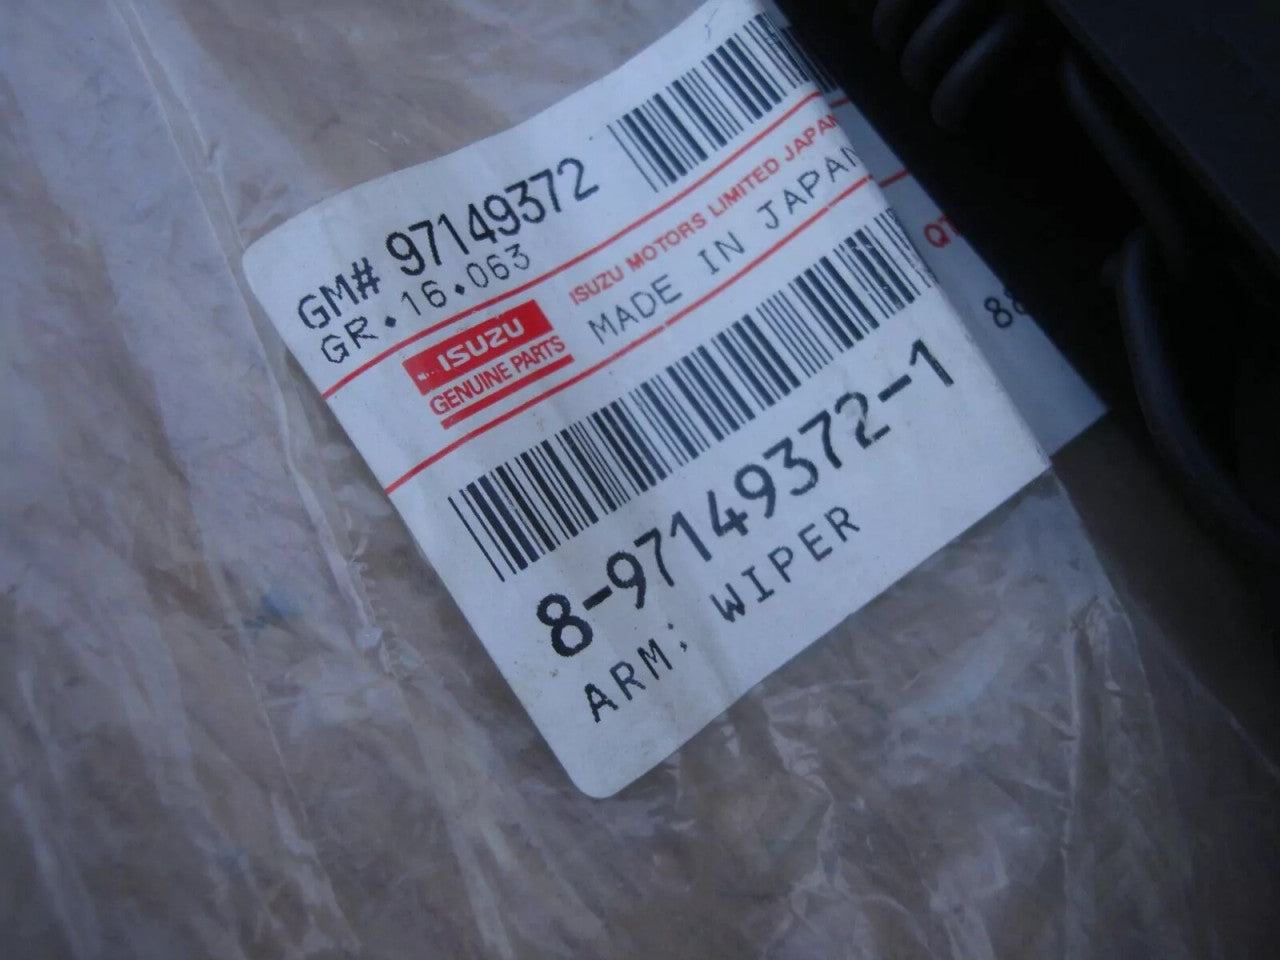 GM# 97149372
GR.16.063
ISUZU
GENUINE PARTS
ISUZU MOTORS LIMITED JAPAN
MADE IN JAPAN
8-97149372-1
ARM; WIPER